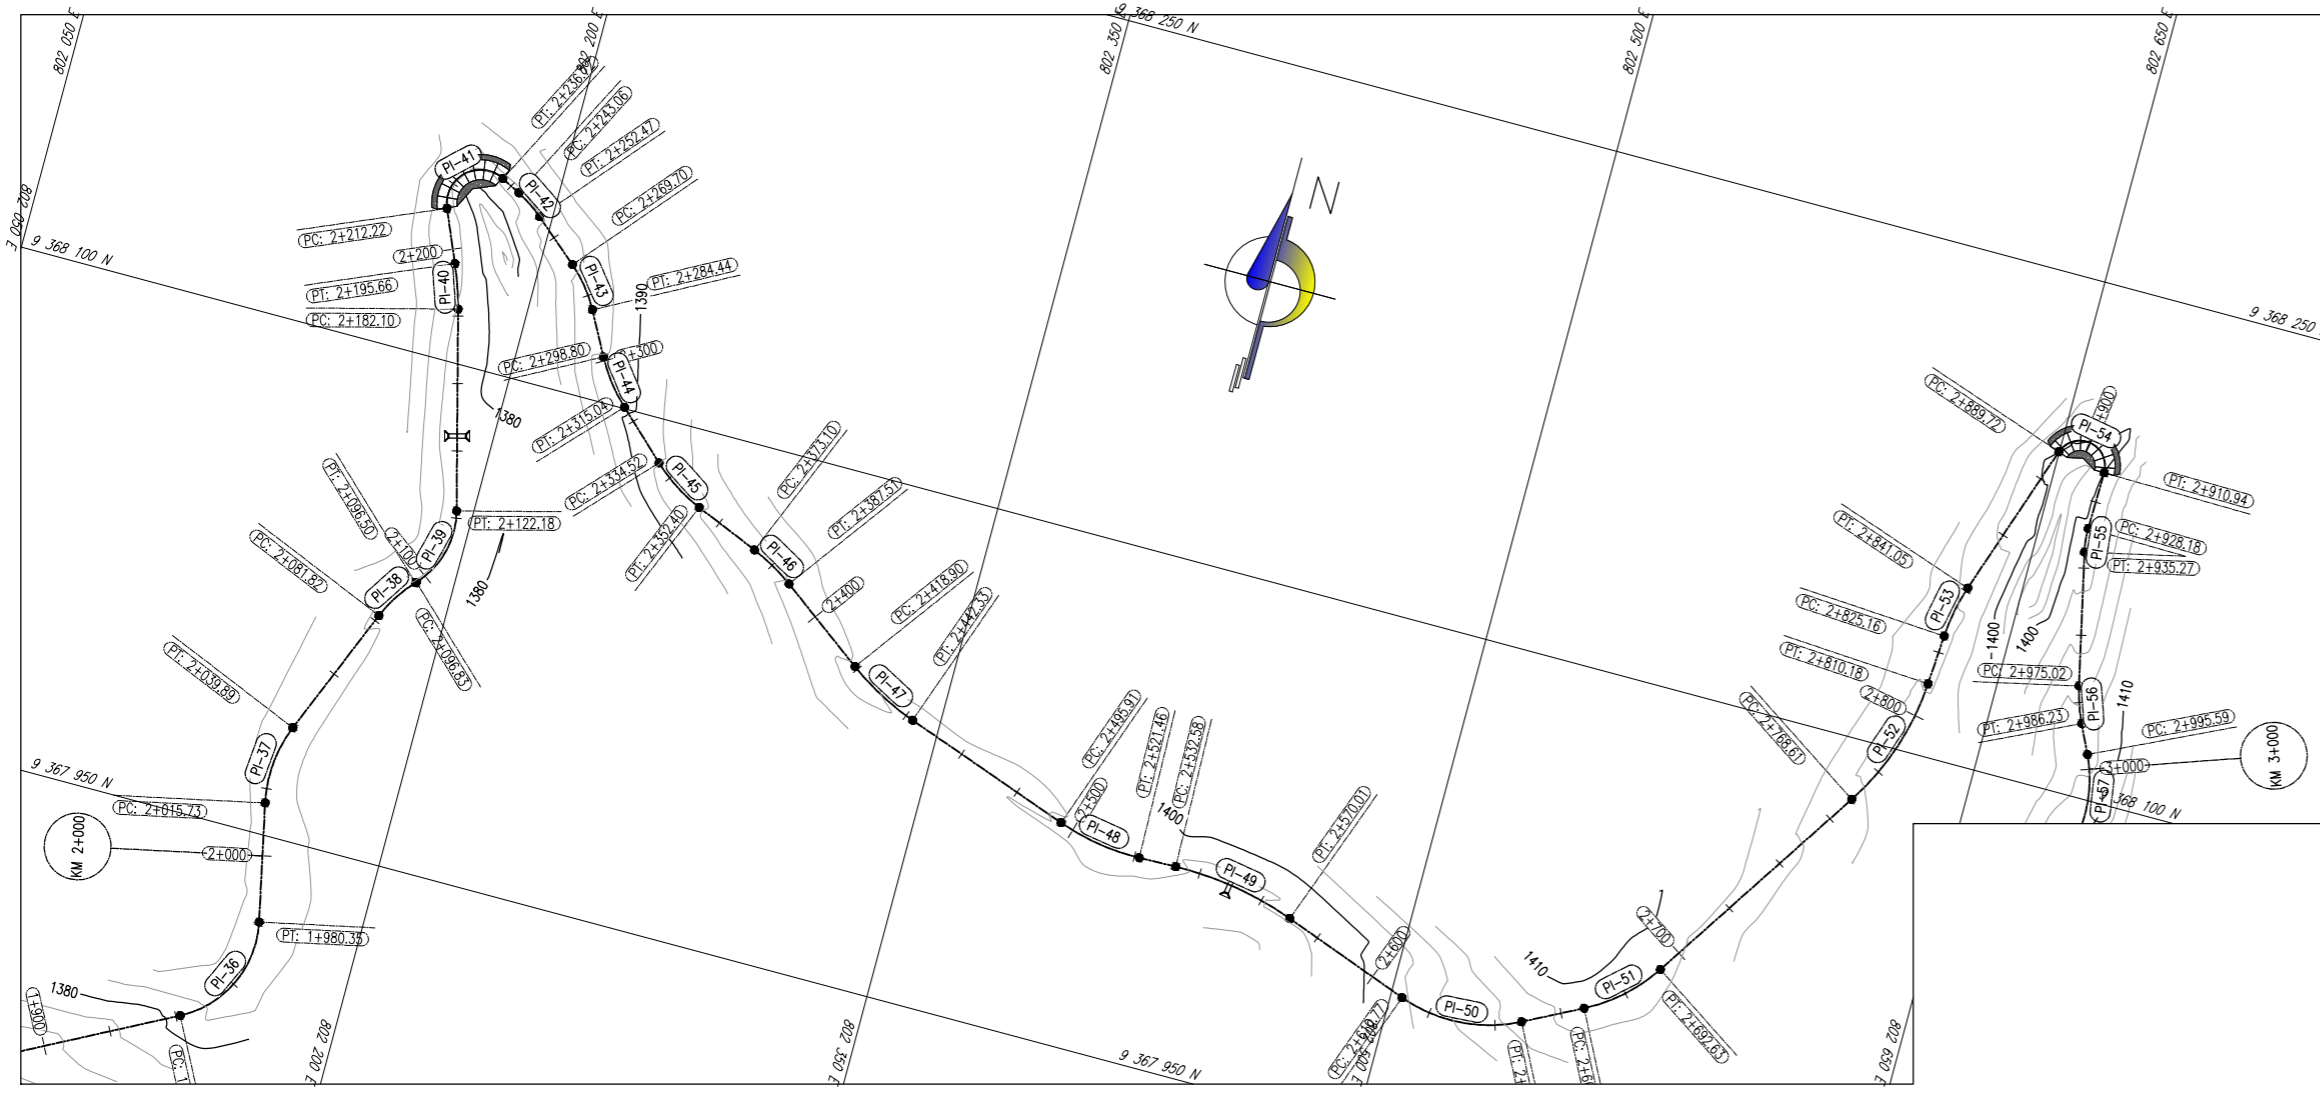 802 050 E
802 200 E
802 350 E
9 368 250 N
802 500 E
802 650 E
802 050 E
9 368 100 N
9 368 250
N
PI-41
PC: 2+243.06
PT: 2+252.47
PI-42
PC: 2+269.70
PC: 2+212.22
2+200
PI-40
PT: 2+195.66
PC: 2+182.10
PI-43
PT: 2+284.44
1390
PC: 2+298.80
2+300
PI-44
PT: 2+315.04
1380
PC: 2+334.52
PI-45
PT: 2+352.40
PC: 2+373.10
PT: 2+387.51
PI-46
2+400
PC: 2+418.90
PT: 2+442.33
PI-47
PT: 2+096.50
2+100
PI-39
PT: 2+122.18
1380
PC: 2+081.82
PI-38
PC: 2+096.83
PT: 2+039.89
PI-37
9 367 950 N
PC: 2+015.73
KM 2+000
2+000
PT: 1+980.35
PI-36
1380
1+900
802 200 E
802 350 E
9 367 950 N
PC: 2+495.91
2+500
PT: 2+521.46
PC: 2+532.58
PI-48
1400
PI-49
PT: 2+570.01
2+600
PI-50
1410
PI-51
2+700
PT: 2+692.63
802 650 E
PC: 2+768.61
PI-52
2+800
PT: 2+810.18
PC: 2+825.16
PI-53
PT: 2+841.05
PC: 2+889.72
PI-54
PT: 2+910.94
PC: 2+928.18
PI-55
PT: 2+935.27
1400
1400
PC: 2+975.02
PI-56
1410
PT: 2+986.23
PC: 2+995.59
3+000
KM 3+000
PI-57
368 100 N